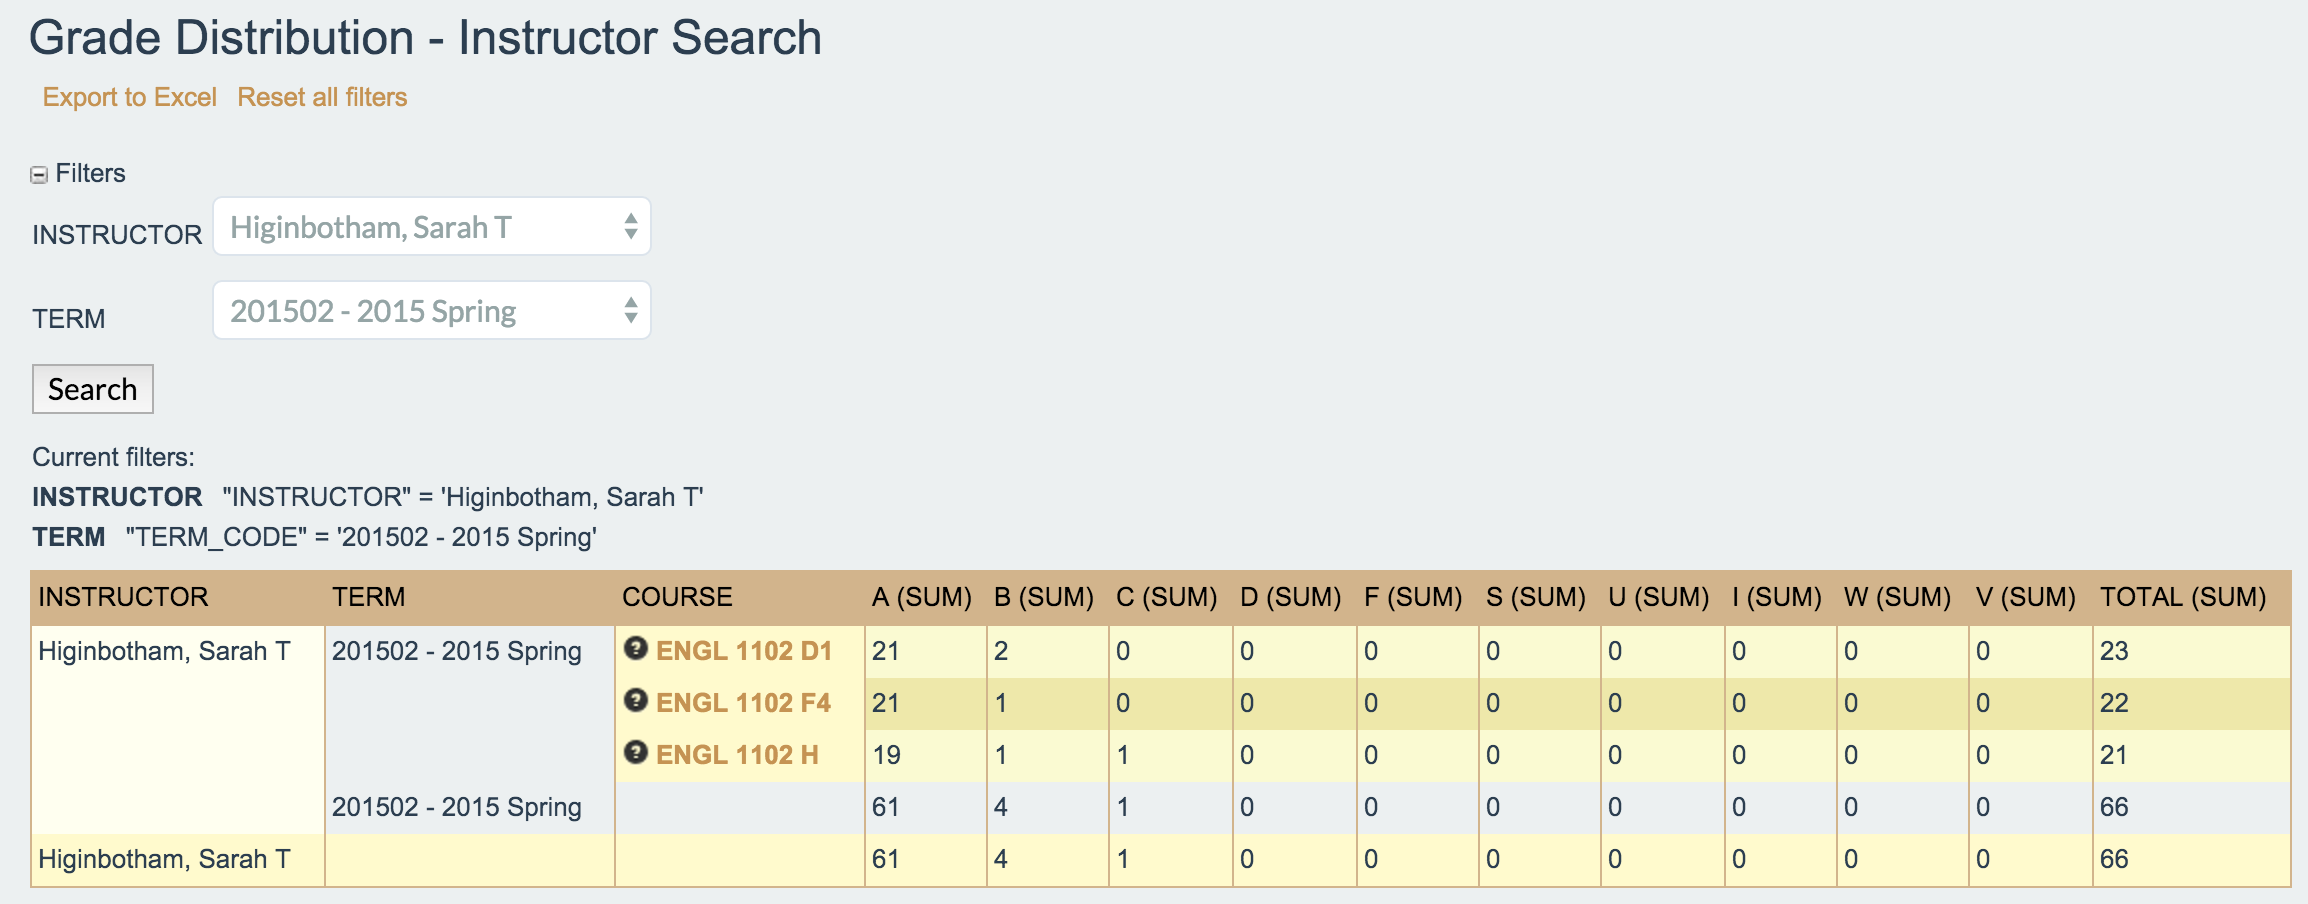 Grade Distribution - Instructor Search
Export to Excel Reset all filters
Filters
INSTRUCTOR Higinbotham, Sarah T
TERM 201502 - 2015 Spring
Search
Current filters:
INSTRUCTOR "INSTRUCTOR" = 'Higinbotham, Sarah T'
TERM "TERM_CODE" = '201502 - 2015 Spring'
INSTRUCTOR TERM COURSE A (SUM) B (SUM) C (SUM) D (SUM) F (SUM) S (SUM) U (SUM) I (SUM) W (SUM) V (SUM) TOTAL (SUM)
Higinbotham, Sarah T 201502 - 2015 Spring ? ENGL 1102 D1 21 2 0 0 0 0 0 0 0 0 23
? ENGL 1102 F4 21 1 0 0 0 0 0 0 0 0 22
? ENGL 1102 H 19 1 1 0 0 0 0 0 0 0 21
201502 - 2015 Spring 61 4 1 0 0 0 0 0 0 0 66
Higinbotham, Sarah T 61 4 1 0 0 0 0 0 0 0 66